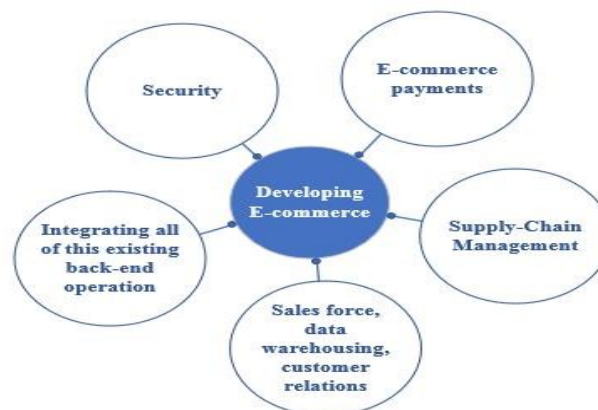 Security
E-commerce
payments
Developing
E-commerce
Integrating all
of this existing
back-end
operation
Supply-Chain
Management
Sales force,
data
warehousing,
customer
relations